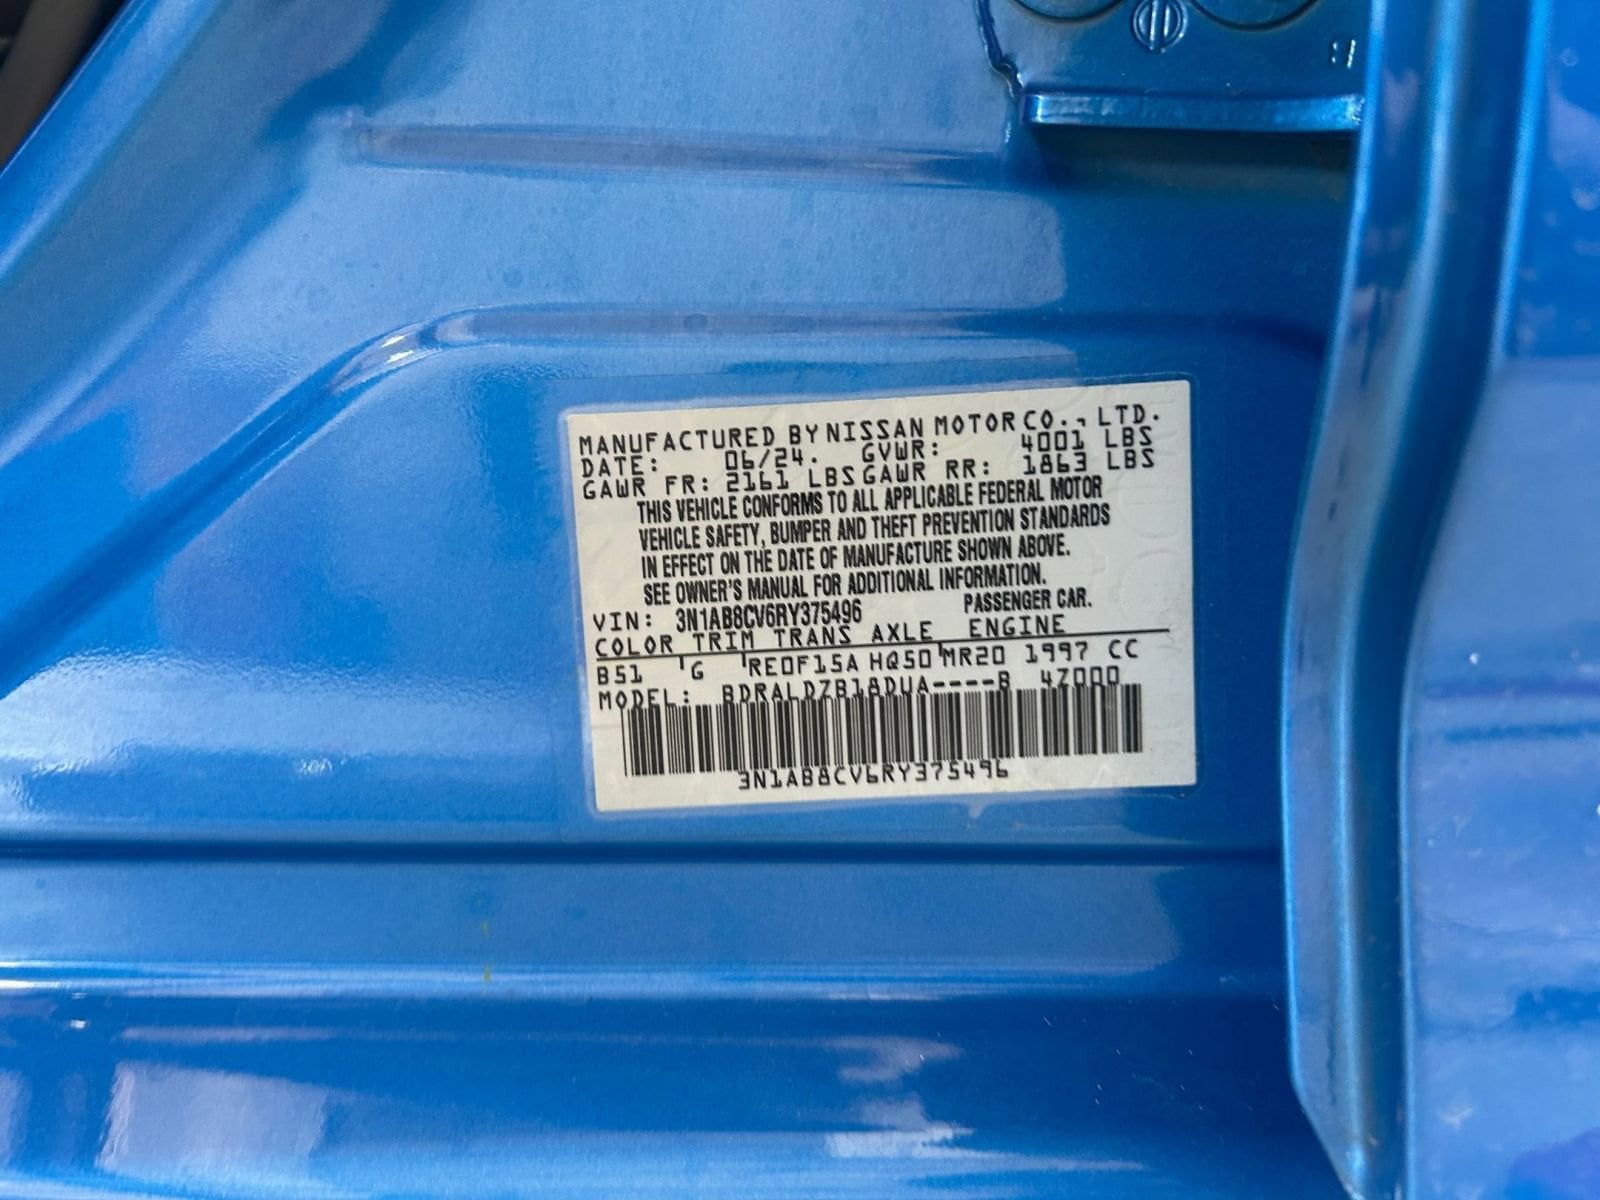 MANUFACTURED BY NISSAN MOTOR CO., LTD.
DATE: 06/24. GVWR: 4001 LBS
GAWR FR: 2161 LBS GAWR RR: 1863 LBS
THIS VEHICLE CONFORMS TO ALL APPLICABLE FEDERAL MOTOR
VEHICLE SAFETY, BUMPER AND THEFT PREVENTION STANDARDS
IN EFFECT ON THE DATE OF MANUFACTURE SHOWN ABOVE.
SEE OWNER'S MANUAL FOR ADDITIONAL INFORMATION.
VIN: 3N1AB8CV6RY375496 PASSENGER CAR.
COLOR TRIM TRANS AXLE ENGINE
B51 G RE0F15A HQ50 MR20 1997 CC
MODEL: BDRALDZB18DUA----B 4Z000
3N1AB8CV6RY375496